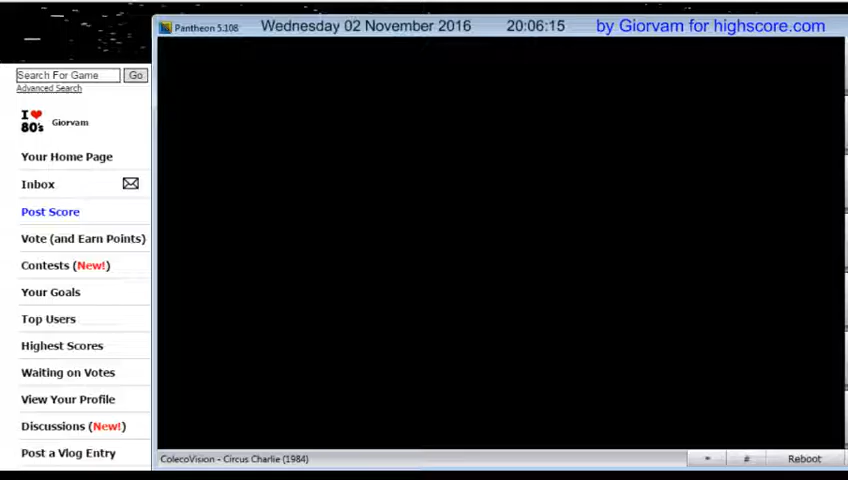 Pantheon 5.108
Wednesday 02 November 2016
20:06:15
by Giorvam for highscore.com
Search For Game
Go
Advanced Search
I ❤ 80's
Giorvam
Your Home Page
Inbox
Post Score
Vote (and Earn Points)
Contests (New!)
Your Goals
Top Users
Highest Scores
Waiting on Votes
View Your Profile
Discussions (New!)
Post a Vlog Entry
ColecoVision - Circus Charlie (1984)
*
#
Reboot